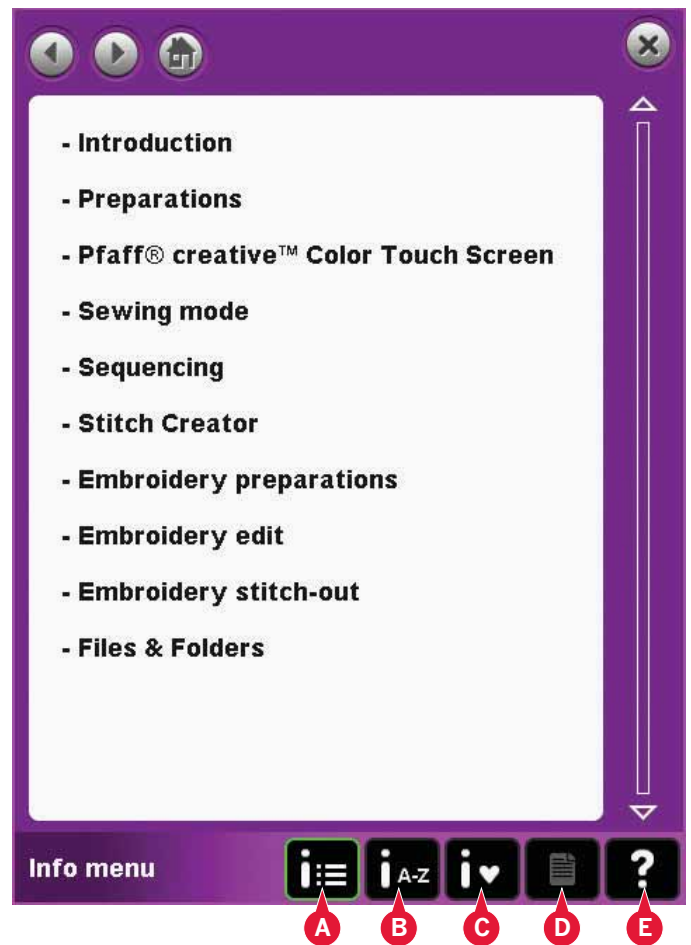 - Introduction
- Preparations
- Pfaff® creative™ Color Touch Screen
- Sewing mode
- Sequencing
- Stitch Creator
- Embroidery preparations
- Embroidery edit
- Embroidery stitch-out
- Files & Folders
Info menu i i A-Z i ♥ ?
A B C D E